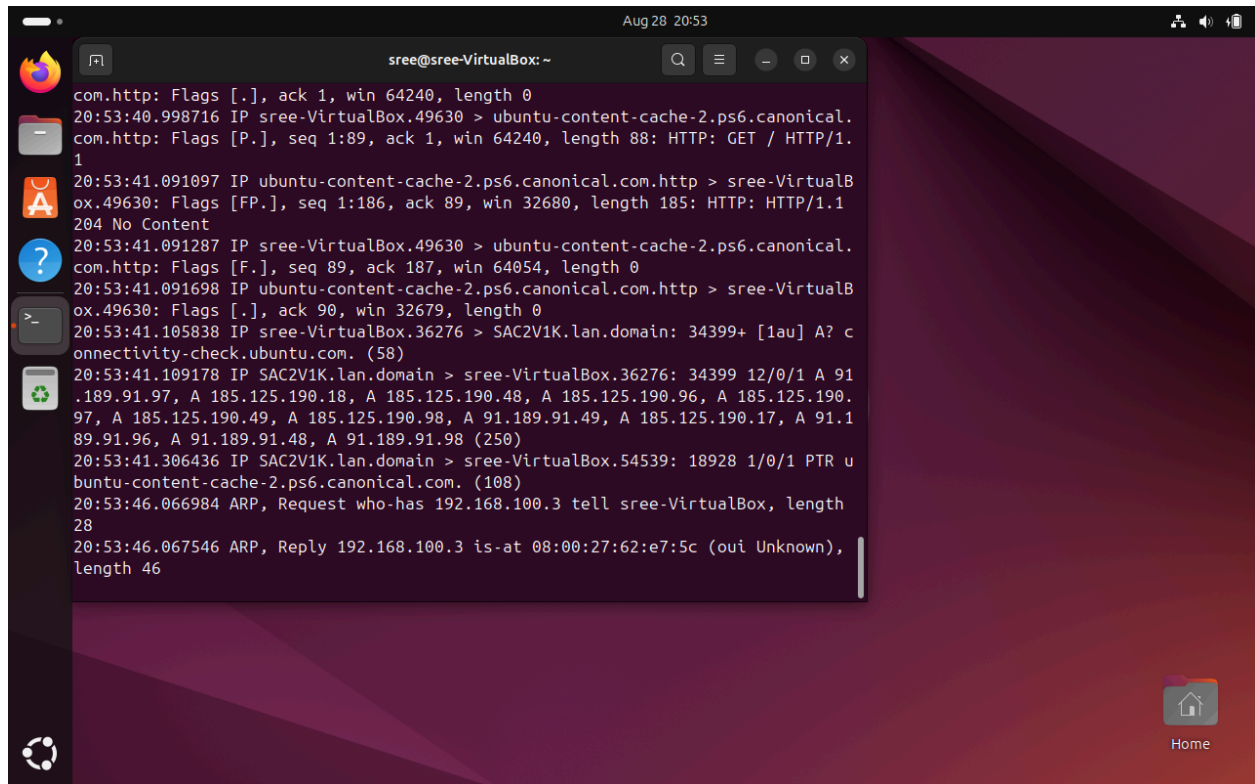 Aug 28 20:53
sree@sree-VirtualBox: ~
com.http: Flags [.], ack 1, win 64240, length 0
20:53:40.998716 IP sree-VirtualBox.49630 > ubuntu-content-cache-2.ps6.canonical.
com.http: Flags [P.], seq 1:89, ack 1, win 64240, length 88: HTTP: GET / HTTP/1.
1
20:53:41.091097 IP ubuntu-content-cache-2.ps6.canonical.com.http > sree-VirtualB
ox.49630: Flags [FP.], seq 1:186, ack 89, win 32680, length 185: HTTP: HTTP/1.1
204 No Content
20:53:41.091287 IP sree-VirtualBox.49630 > ubuntu-content-cache-2.ps6.canonical.
com.http: Flags [F.], seq 89, ack 187, win 64054, length 0
20:53:41.091698 IP ubuntu-content-cache-2.ps6.canonical.com.http > sree-VirtualB
ox.49630: Flags [.], ack 90, win 32679, length 0
20:53:41.105838 IP sree-VirtualBox.36276 > SAC2V1K.lan.domain: 34399+ [1au] A? c
onnectivity-check.ubuntu.com. (58)
20:53:41.109178 IP SAC2V1K.lan.domain > sree-VirtualBox.36276: 34399 12/0/1 A 91
.189.91.97, A 185.125.190.18, A 185.125.190.48, A 185.125.190.96, A 185.125.190.
97, A 185.125.190.49, A 185.125.190.98, A 91.189.91.49, A 185.125.190.17, A 91.1
89.91.96, A 91.189.91.48, A 91.189.91.98 (250)
20:53:41.306436 IP SAC2V1K.lan.domain > sree-VirtualBox.54539: 18928 1/0/1 PTR u
buntu-content-cache-2.ps6.canonical.com. (108)
20:53:46.066984 ARP, Request who-has 192.168.100.3 tell sree-VirtualBox, length
28
20:53:46.067546 ARP, Reply 192.168.100.3 is-at 08:00:27:62:e7:5c (oui Unknown),
length 46
Home